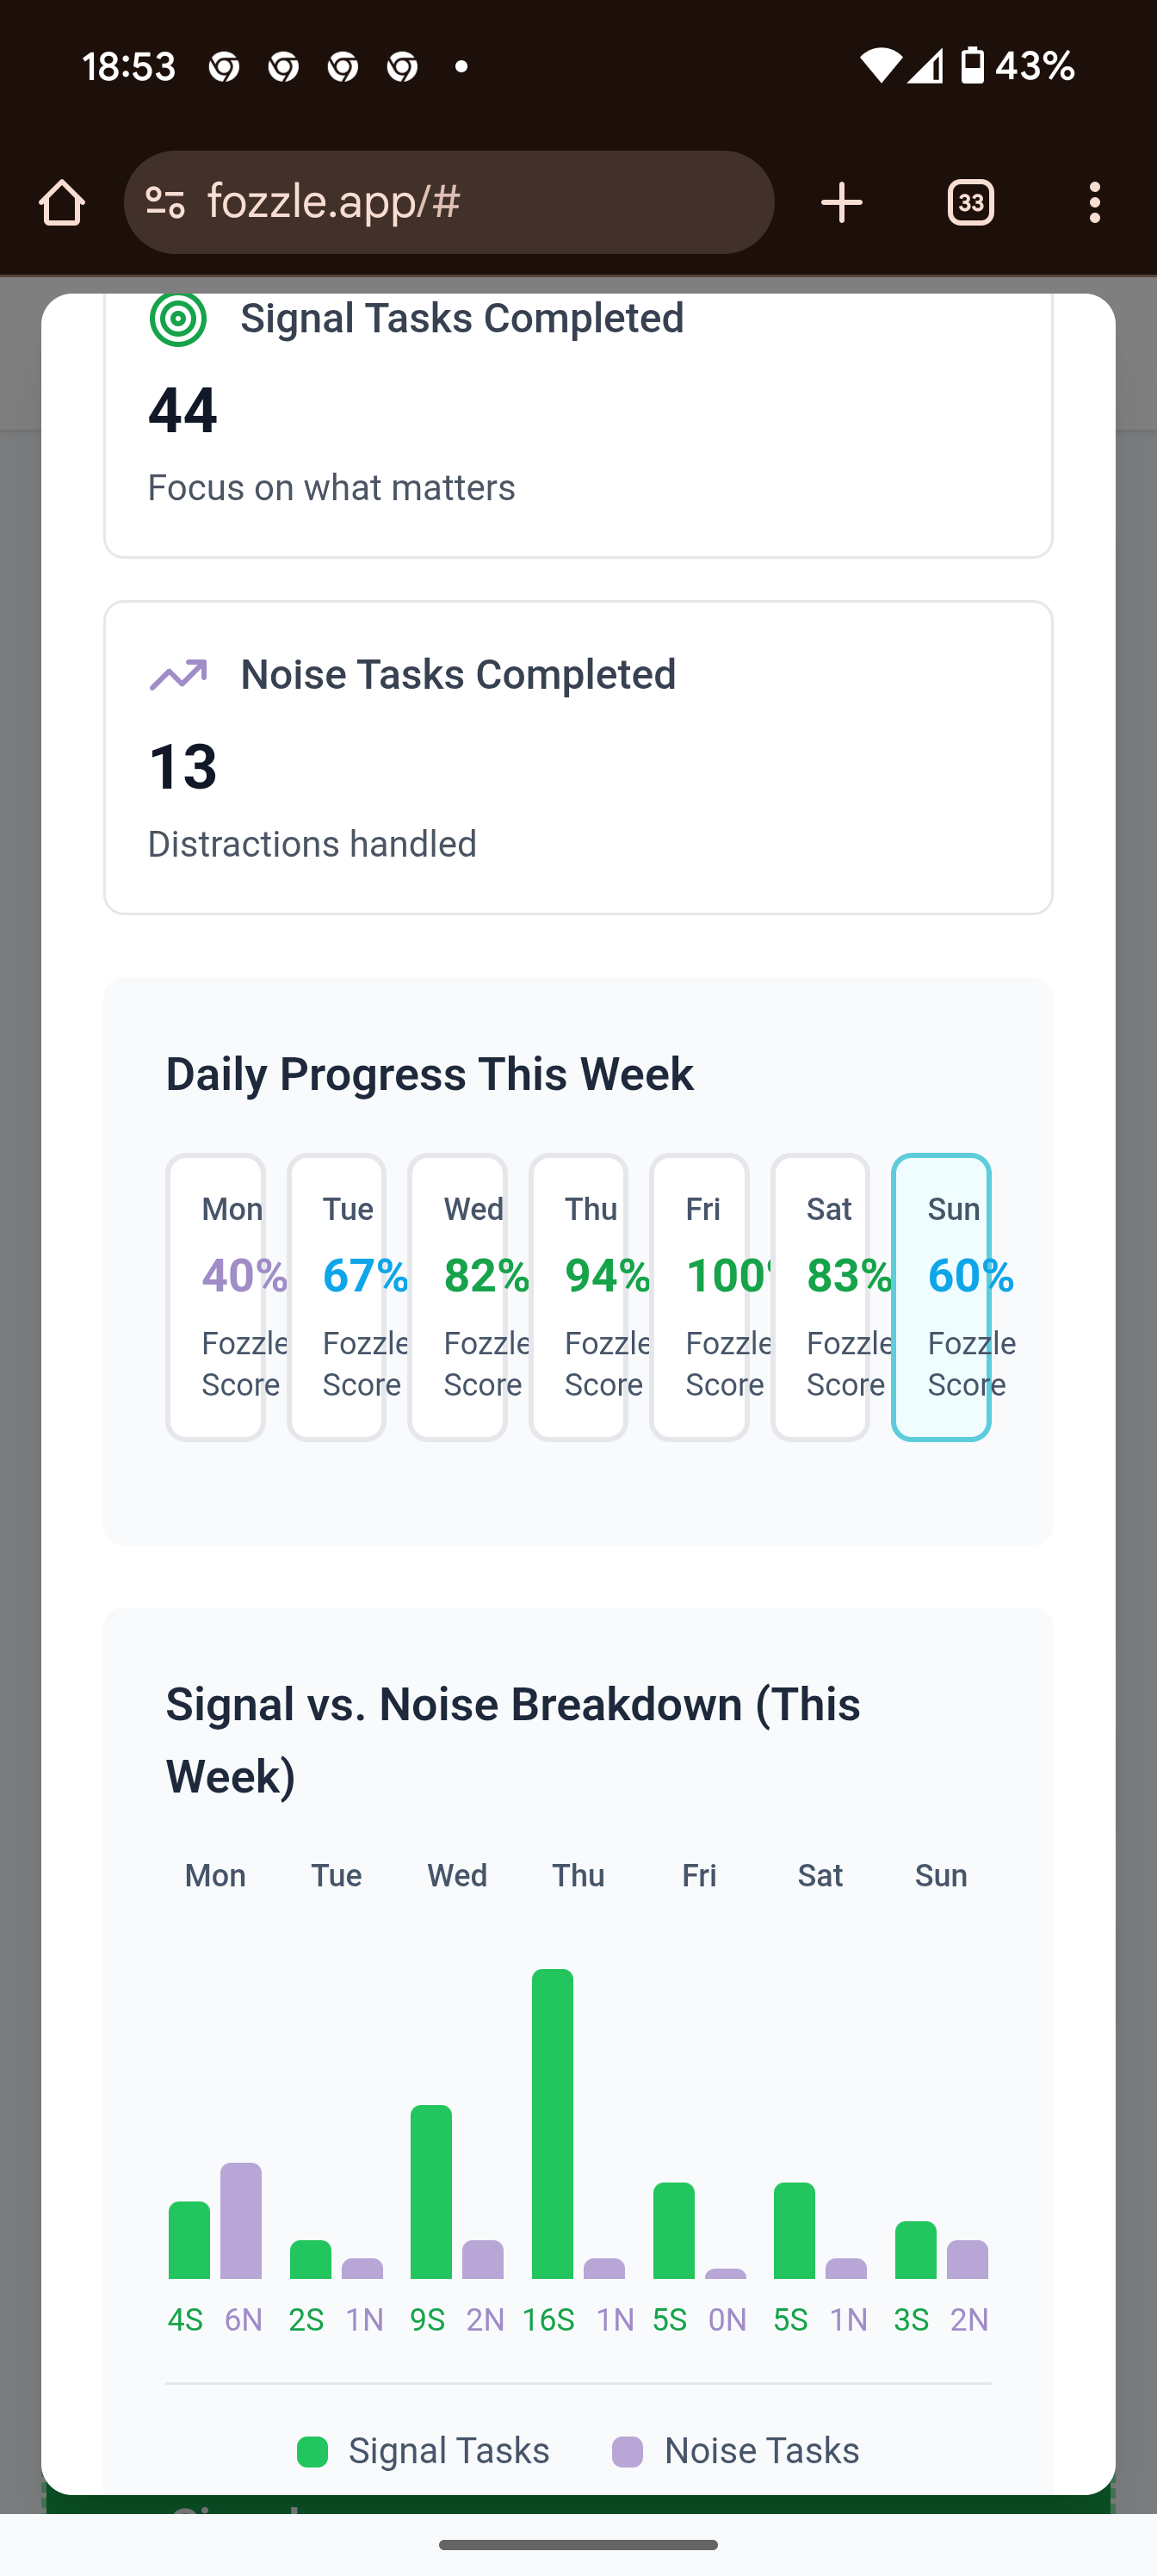 18:53
43%
fozzle.app/#
33
Signal Tasks Completed
44
Focus on what matters
Noise Tasks Completed
13
Distractions handled
Daily Progress This Week
Mon Tue Wed Thu Fri Sat Sun
40% 67% 82% 94% 100% 83% 60%
Fozzle Fozzle Fozzle Fozzle Fozzle Fozzle Fozzle
Score Score Score Score Score Score Score
Signal vs. Noise Breakdown (This
Week)
Mon Tue Wed Thu Fri Sat Sun
4S 6N 2S 1N 9S 2N 16S 1N 5S 0N 5S 1N 3S 2N
Signal Tasks Noise Tasks